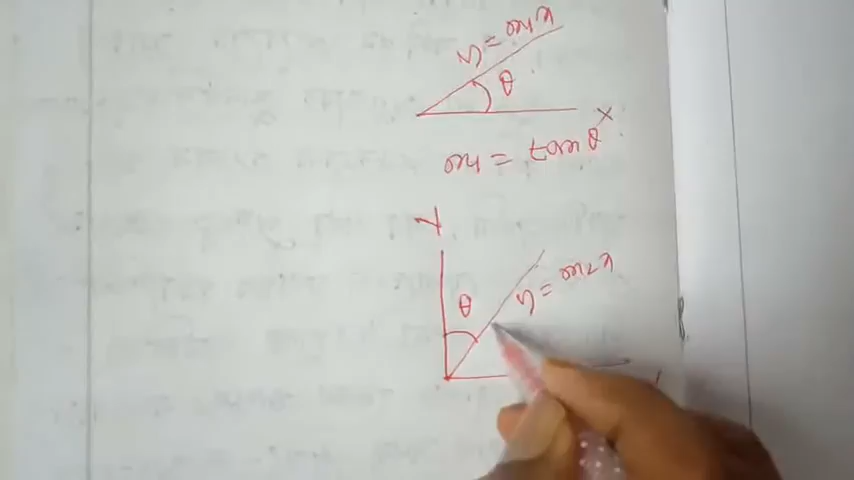 y = m₁x
θ
X
m₁ = tan θ
Y
θ
y = m₂x